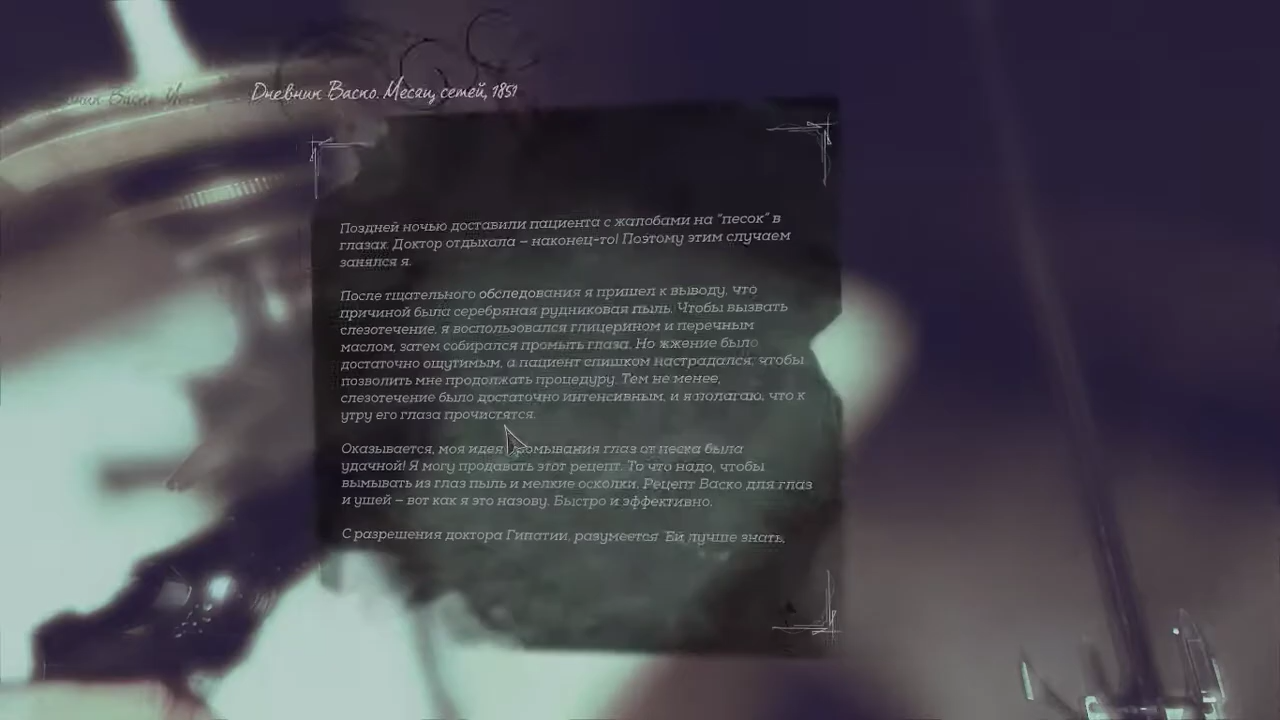 Дневник Васко. Месяц сетей, 1851
Поздней ночью доставили пациента с жалобами на "песок" в
глазах. Доктор отдыхала – наконец-то! Поэтому этим случаем
занялся я.
После тщательного обследования я пришел к выводу, что
причиной была серебряная рудниковая пыль. Чтобы вызвать
слезотечение, я воспользовался глицерином и перечным
маслом, затем собирался промыть глаза. Но жжение было
достаточно ощутимым, а пациент слишком настрадался, чтобы
позволить мне продолжать процедуру. Тем не менее,
слезотечение было достаточно интенсивным, и я полагаю, что к
утру его глаза прочистятся.
Оказывается, моя идея промывания глаз от песка была
удачной! Я могу продавать этот рецепт. То что надо, чтобы
вымывать из глаз пыль и мелкие осколки. Рецепт Васко для глаз
и ушей – вот как я это назову. Быстро и эффективно.
С разрешения доктора Гипатии, разумеется. Ей лучше знать,